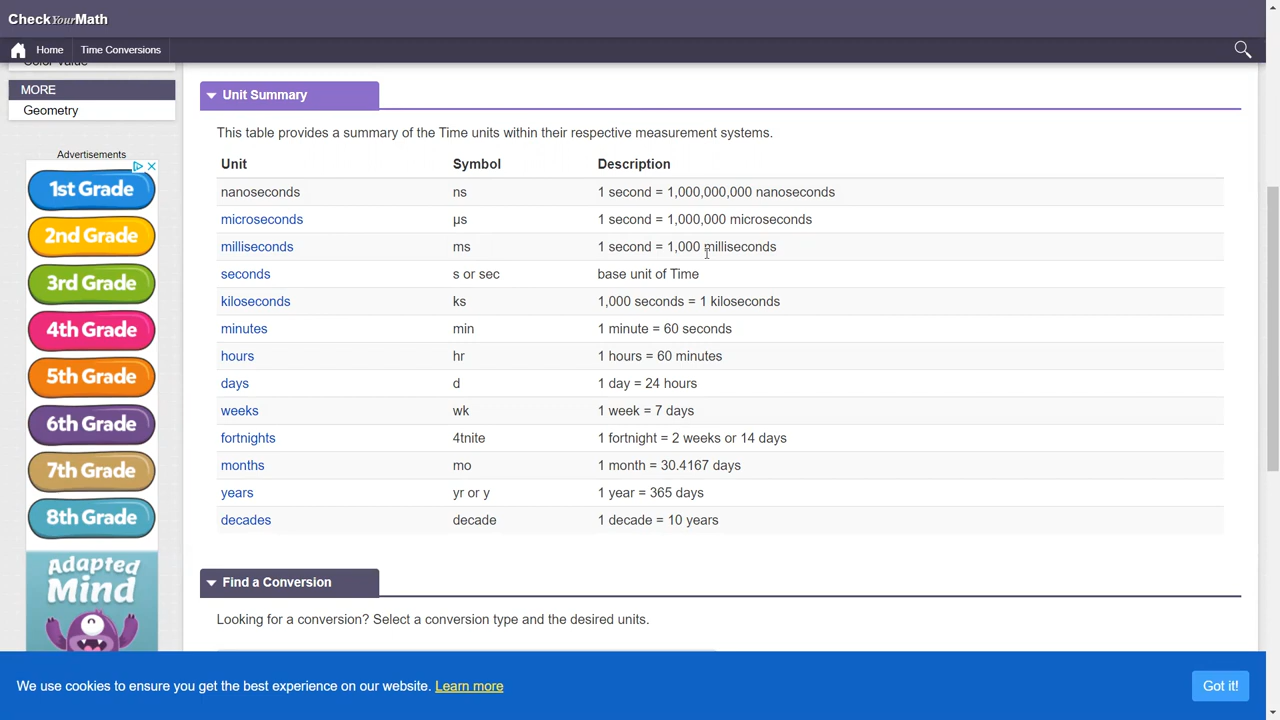 CheckYourMath
Home Time Conversions
Color Value
MORE
Geometry
Advertisements
1st Grade
2nd Grade
3rd Grade
4th Grade
5th Grade
6th Grade
7th Grade
8th Grade
Adapted
Mind
Unit Summary
This table provides a summary of the Time units within their respective measurement systems.
Unit Symbol Description
nanoseconds ns 1 second = 1,000,000,000 nanoseconds
microseconds µs 1 second = 1,000,000 microseconds
milliseconds ms 1 second = 1,000 milliseconds
seconds s or sec base unit of Time
kiloseconds ks 1,000 seconds = 1 kiloseconds
minutes min 1 minute = 60 seconds
hours hr 1 hours = 60 minutes
days d 1 day = 24 hours
weeks wk 1 week = 7 days
fortnights 4tnite 1 fortnight = 2 weeks or 14 days
months mo 1 month = 30.4167 days
years yr or y 1 year = 365 days
decades decade 1 decade = 10 years
Find a Conversion
Looking for a conversion? Select a conversion type and the desired units.
We use cookies to ensure you get the best experience on our website. Learn more
Got it!